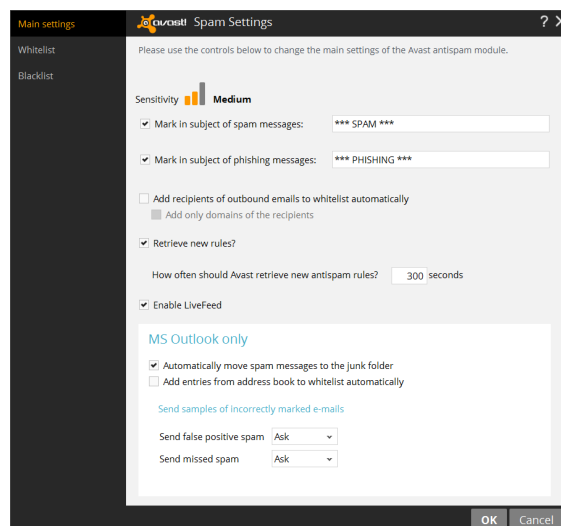 Main settings
Whitelist
Blacklist
avast! Spam Settings ? X
Please use the controls below to change the main settings of the Avast antispam module.
Sensitivity Medium
Mark in subject of spam messages: *** SPAM ***
Mark in subject of phishing messages: *** PHISHING ***
Add recipients of outbound emails to whitelist automatically
Add only domains of the recipients
Retrieve new rules?
How often should Avast retrieve new antispam rules? 300 seconds
Enable LiveFeed
MS Outlook only
Automatically move spam messages to the junk folder
Add entries from address book to whitelist automatically
Send samples of incorrectly marked e-mails
Send false positive spam Ask
Send missed spam Ask
OK Cancel